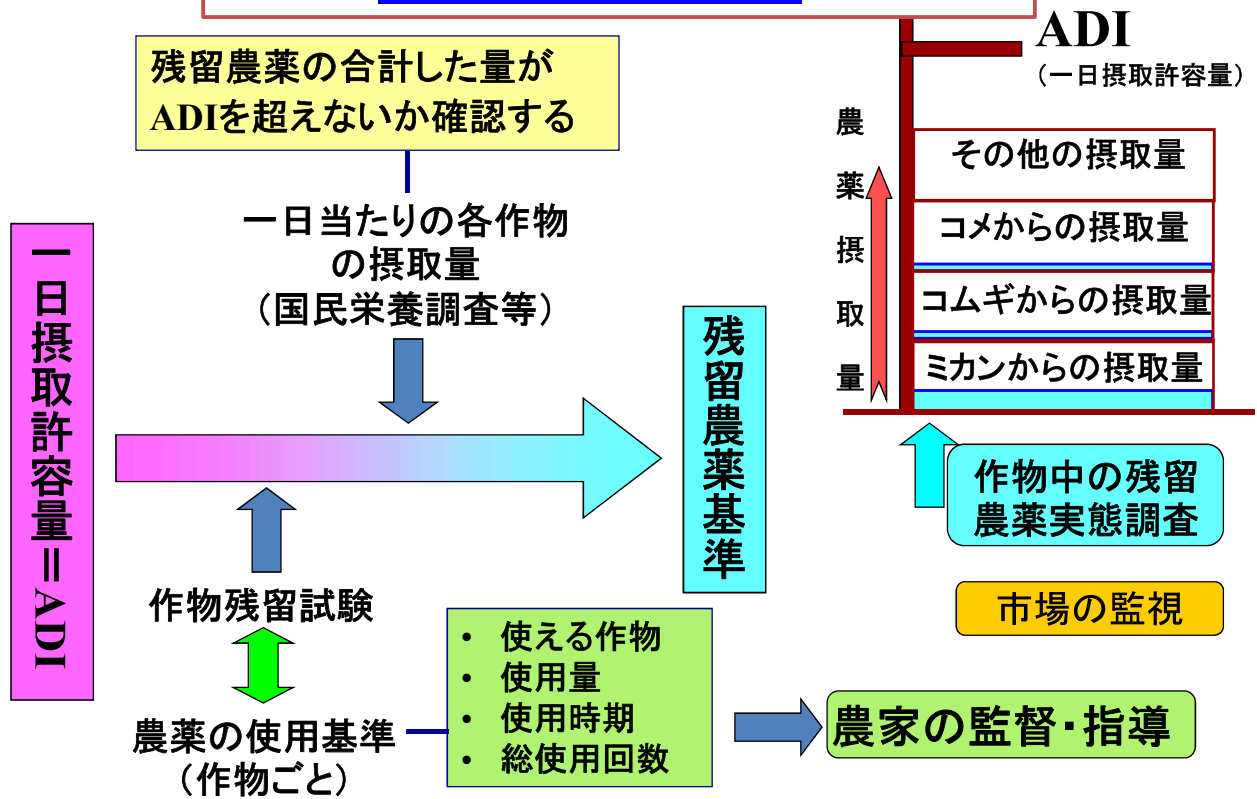 残留農薬の合計した量が
ADIを超えないか確認する
一日当たりの各作物
の摂取量
（国民栄養調査等）
一日摂取許容量＝ADI
残留農薬基準
作物残留試験
農薬の使用基準
（作物ごと）
• 使える作物
• 使用量
• 使用時期
• 総使用回数
農家の監督・指導
ADI
（一日摂取許容量）
農薬摂取量
その他の摂取量
コメからの摂取量
コムギからの摂取量
ミカンからの摂取量
作物中の残留
農薬実態調査
市場の監視